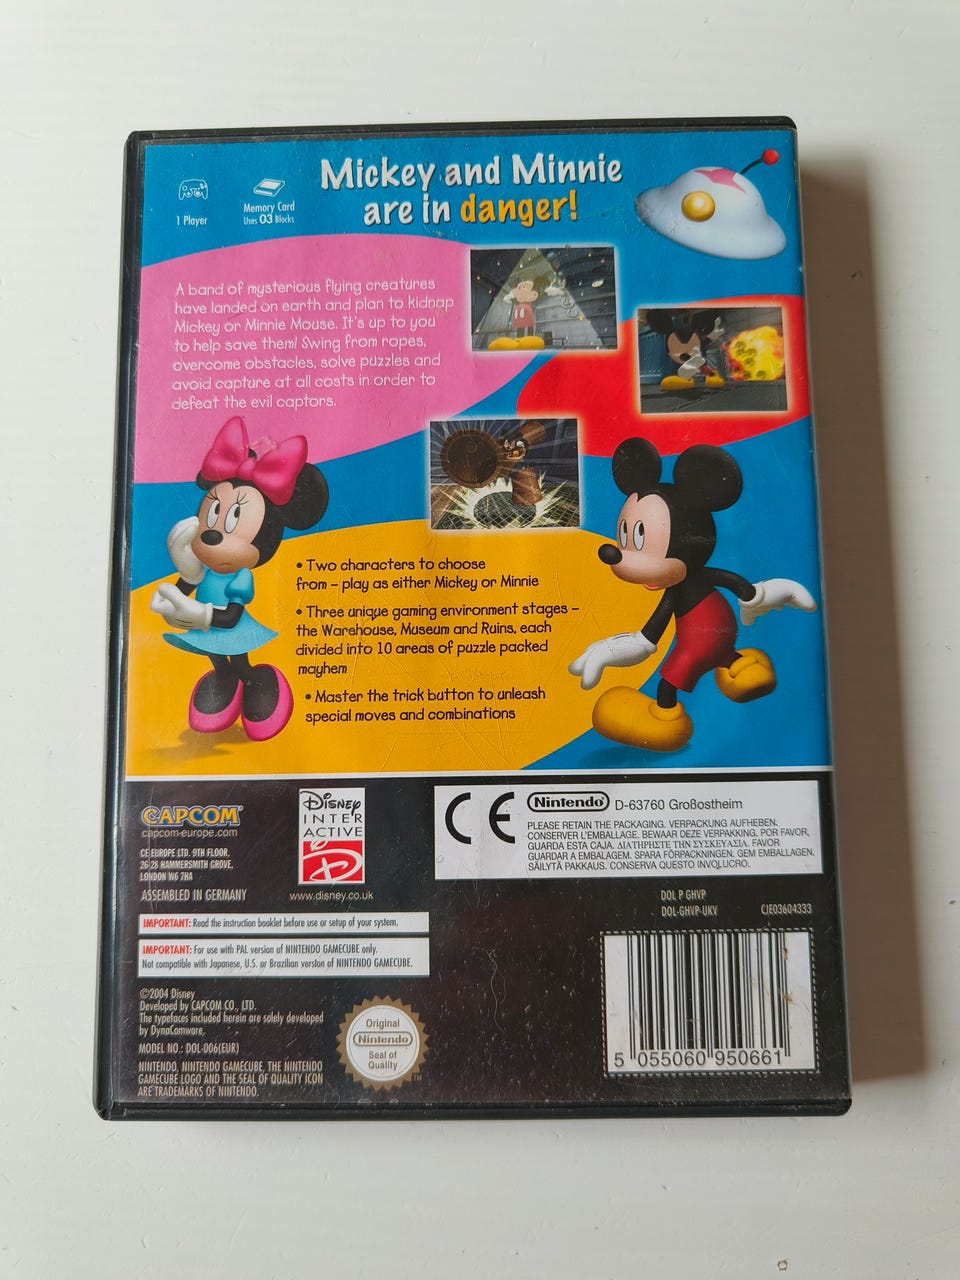 Mickey and Minnie
are in danger!
1 Player
Memory Card
Uses 03 Blocks
A band of mysterious flying creatures
have landed on earth and plan to kidnap
Mickey or Minnie Mouse. It's up to you
to help save them! Swing from ropes,
overcome obstacles, solve puzzles and
avoid capture at all costs in order to
defeat the evil captors.
• Two characters to choose
from – play as either Mickey or Minnie
• Three unique gaming environment stages –
the Warehouse, Museum and Ruins, each
divided into 10 areas of puzzle packed
mayhem
• Master the trick button to unleash
special moves and combinations
CAPCOM
capcom-europe.com
CE EUROPE LTD. 9TH FLOOR,
26-28 HAMMERSMITH GROVE,
LONDON W6 7HA
ASSEMBLED IN GERMANY
DISNEY
INTER
ACTIVE
D
www.disney.co.uk
CE
Nintendo D-63760 Großostheim
PLEASE RETAIN THE PACKAGING. VERPACKUNG AUFHEBEN.
CONSERVER L'EMBALLAGE. BEWAAR DEZE VERPAKKING. POR FAVOR,
GUARDA ESTA CAJA. ΔΙΑΤΗΡΗΣΤΕ ΤΗΝ ΣΥΣΚΕΥΑΣΙΑ. FAVOR
GUARDAR A EMBALAGEM. SPARA FÖRPACKNINGEN. GEM EMBALLAGEN.
SÄILYTÄ PAKKAUS. CONSERVA QUESTO INVOLUCRO.
DOL P GHVP
DOL-GHVP-UKV
CIE03604333
IMPORTANT: Read the instruction booklet before use or setup of your system.
IMPORTANT: For use with PAL version of NINTENDO GAMECUBE only.
Not compatible with Japanese, U.S. or Brazilian version of NINTENDO GAMECUBE.
©2004 Disney
Developed by CAPCOM CO., LTD.
The typefaces included herein are solely developed
by DynaComware.
MODEL NO.: DOL-006(EUR)
NINTENDO, NINTENDO GAMECUBE, THE NINTENDO
GAMECUBE LOGO AND THE SEAL OF QUALITY ICON
ARE TRADEMARKS OF NINTENDO.
Original
Nintendo
Seal of
Quality
TM
5 055060 950661